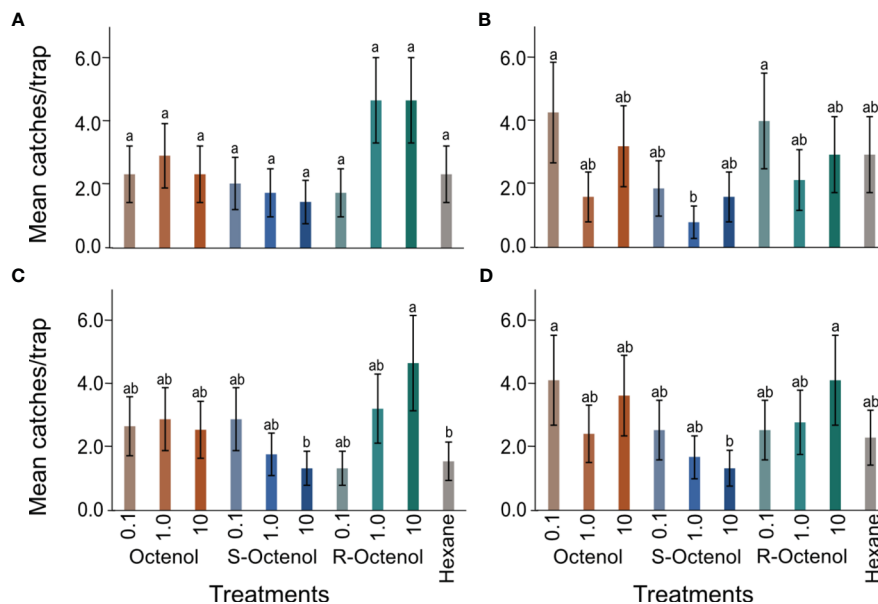 A
B
Mean catches/trap
6.0
4.0
2.0
0.0
a a a a a a a a a a
6.0
4.0
2.0
0.0
a ab ab ab b ab a ab ab ab
C
D
Mean catches/trap
6.0
4.0
2.0
0.0
ab ab ab ab ab b ab ab a b
6.0
4.0
2.0
0.0
a ab ab ab ab b ab ab a ab
0.1 1.0 10 0.1 1.0 10 0.1 1.0 10 Hexane
Octenol S-Octenol R-Octenol
Treatments
0.1 1.0 10 0.1 1.0 10 0.1 1.0 10 Hexane
Octenol S-Octenol R-Octenol
Treatments